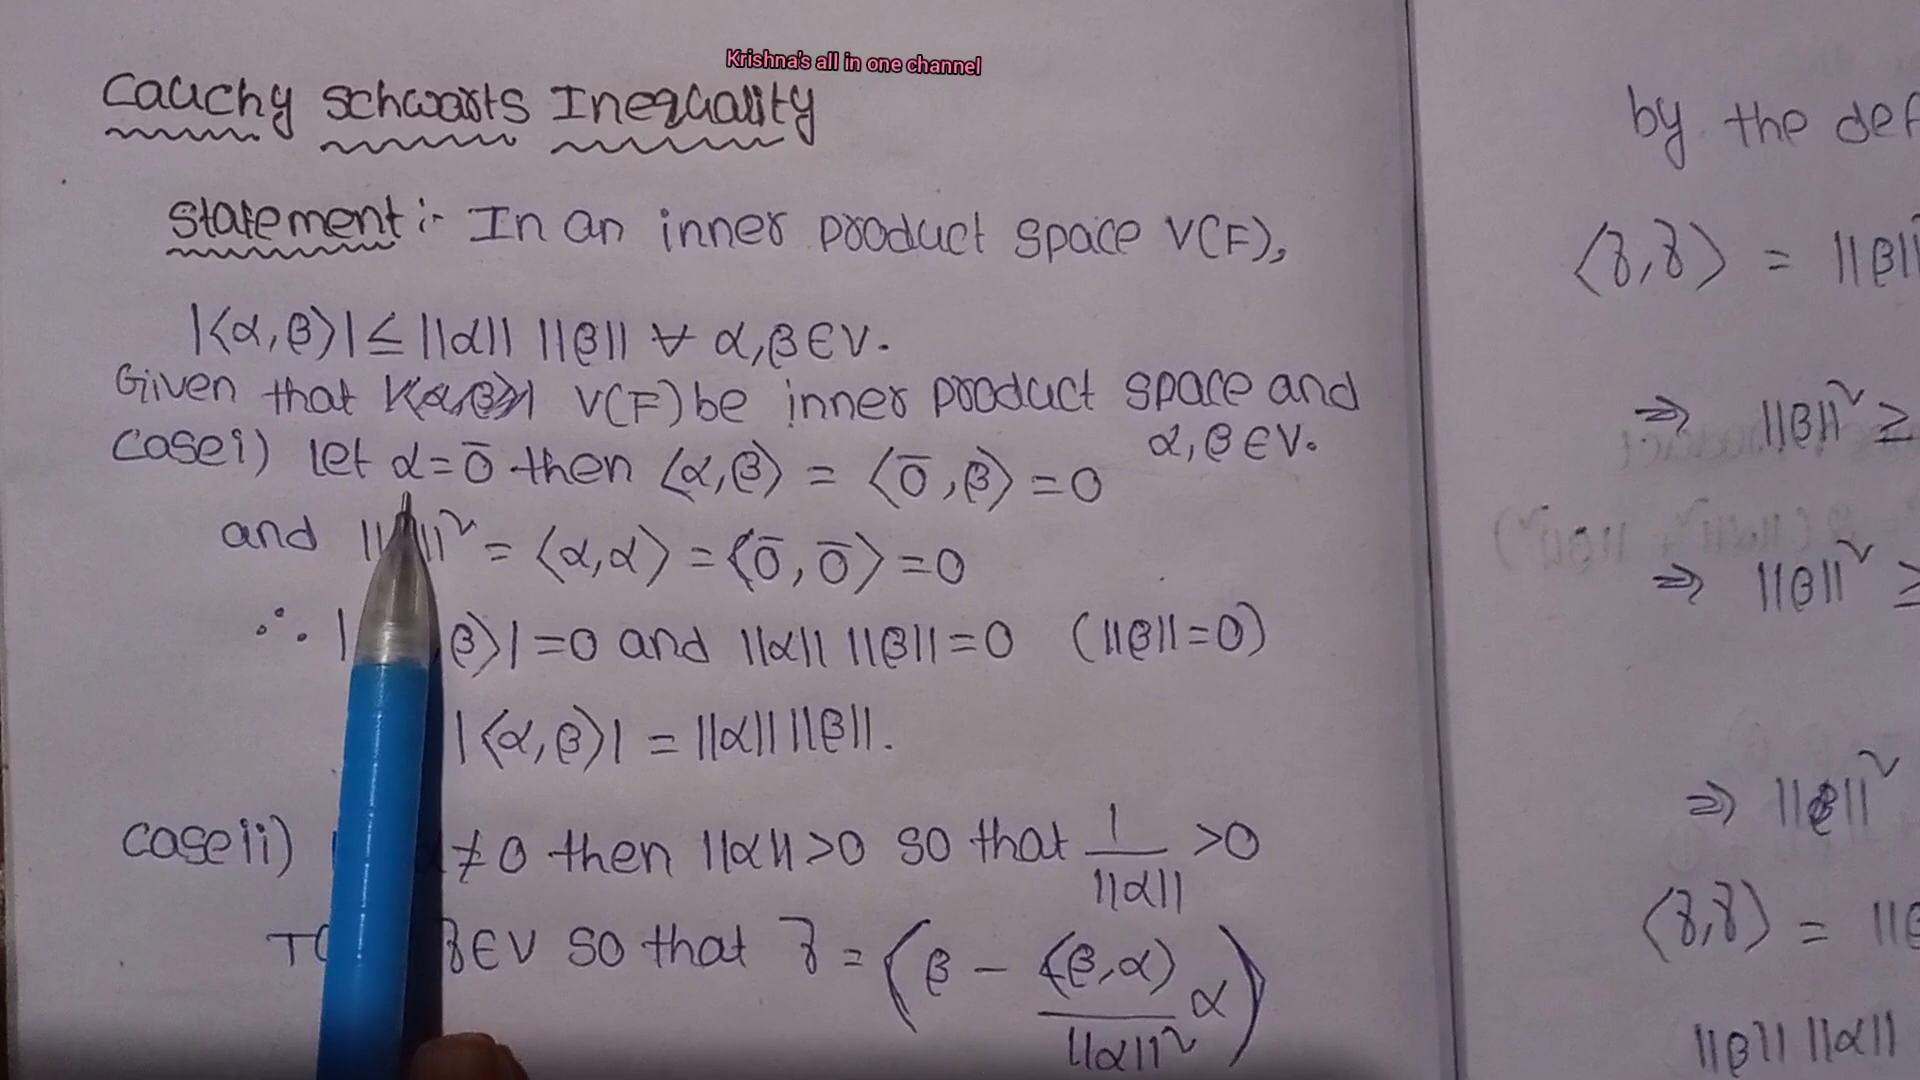 Krishna's all in one channel
Cauchy Schwarts Inequality
Statement :- In an inner product space V(F),
|⟨α,β⟩| ≤ ||α|| ||β|| ∀ α,β∈V.
Given that V(F) be inner product space and
α,β∈V.
Case i) Let α = 0̄ then ⟨α,β⟩ = ⟨0̄,β⟩ = 0
and || ||² = ⟨α,α⟩ = ⟨0̄,0̄⟩ = 0
∴ | β⟩| = 0 and ||α|| ||β|| = 0 (||β|| = 0)
|⟨α,β⟩| = ||α|| ||β||.
Case ii) α ≠ 0 then ||α|| > 0 so that 1/||α|| > 0
γ∈V so that γ = (β - ⟨β,α⟩/||α||² α)
by the def
⟨γ,γ⟩ = ||β||
⇒ ||β||² ≥
⇒ ||β||² ≥
⇒ ||β||²
⟨γ,γ⟩ = ||β
||β|| ||α||